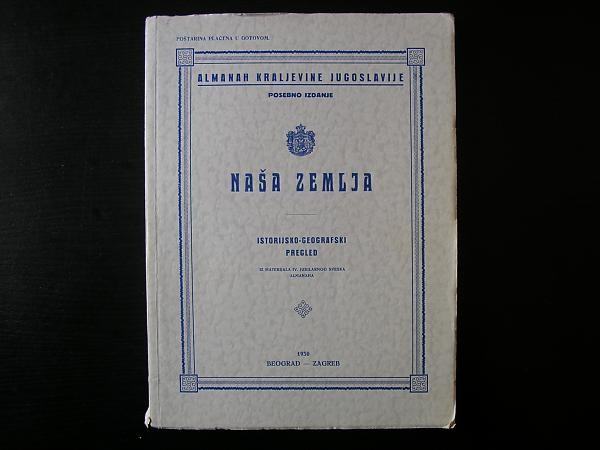 POŠTARINA PLAĆENA U GOTOVOM.
ALMANAH KRALJEVINE JUGOSLAVIJE
POSEBNO IZDANJE
NAŠA ZEMLJA
ISTORIJSKO-GEOGRAFSKI
PREGLED
IZ MATERIJALA IV. JUBILARNOG SVESKA
ALMANAHA
1930
BEOGRAD — ZAGREB